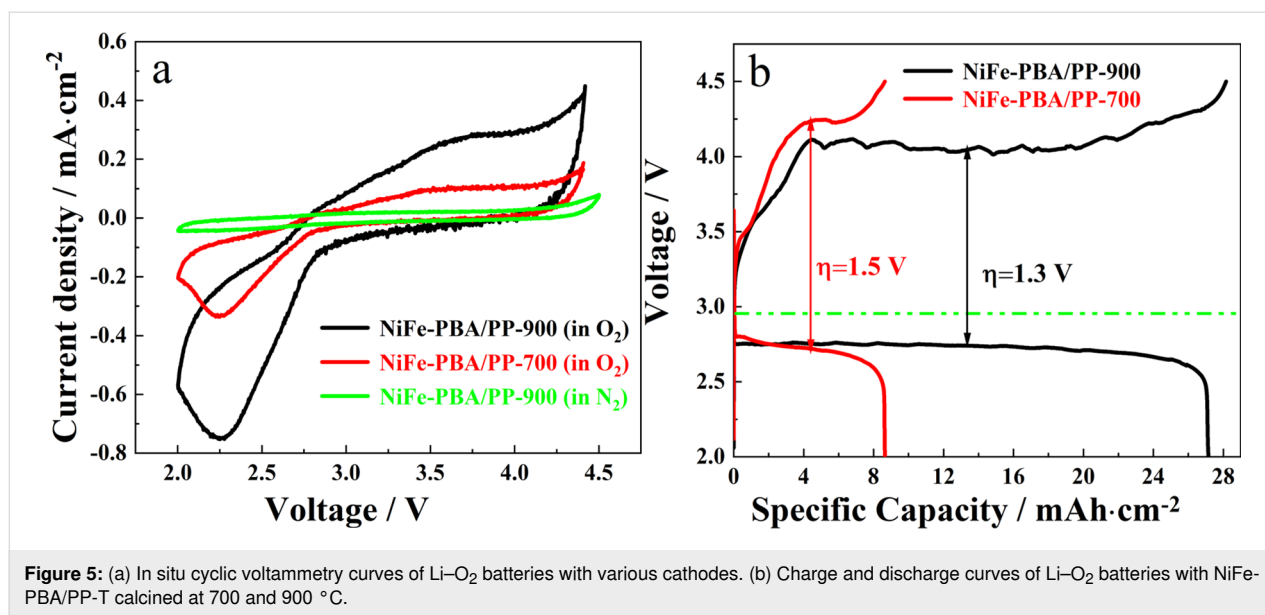 a
0.6
0.4
0.2
0.0
-0.2
-0.4
-0.6
-0.8
Current density / mA·cm-2
NiFe-PBA/PP-900 (in O2)
NiFe-PBA/PP-700 (in O2)
NiFe-PBA/PP-900 (in N2)
2.0 2.5 3.0 3.5 4.0 4.5
Voltage / V
b
NiFe-PBA/PP-900
NiFe-PBA/PP-700
4.5
4.0
3.5
3.0
2.5
2.0
Voltage / V
η=1.5 V
η=1.3 V
0 4 8 12 16 20 24 28
Specific Capacity / mAh·cm-2
Figure 5: (a) In situ cyclic voltammetry curves of Li–O2 batteries with various cathodes. (b) Charge and discharge curves of Li–O2 batteries with NiFe-
PBA/PP-T calcined at 700 and 900 °C.